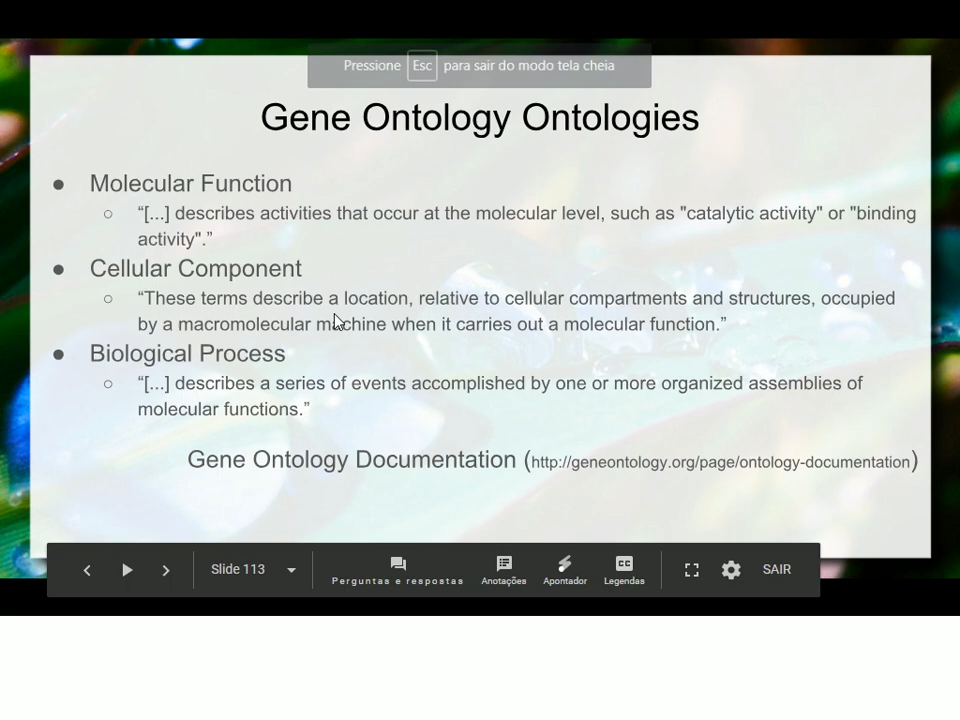 Pressione Esc para sair do modo tela cheia
Gene Ontology Ontologies
● Molecular Function
○ “[...] describes activities that occur at the molecular level, such as "catalytic activity" or "binding
activity".”
● Cellular Component
○ “These terms describe a location, relative to cellular compartments and structures, occupied
by a macromolecular machine when it carries out a molecular function.”
● Biological Process
○ “[...] describes a series of events accomplished by one or more organized assemblies of
molecular functions.”
Gene Ontology Documentation (http://geneontology.org/page/ontology-documentation)
Slide 113
Perguntas e respostas
Anotações
Apontador
CC
Legendas
SAIR